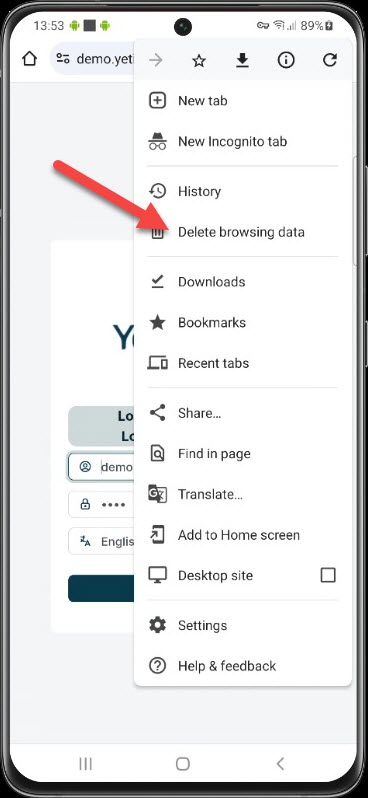 13:53
89%
demo.yet
New tab
New Incognito tab
History
Delete browsing data
Downloads
Bookmarks
Recent tabs
Lo
Lo
Share...
Find in page
demo
Translate...
Add to Home screen
Englis
Desktop site
Settings
Help & feedback